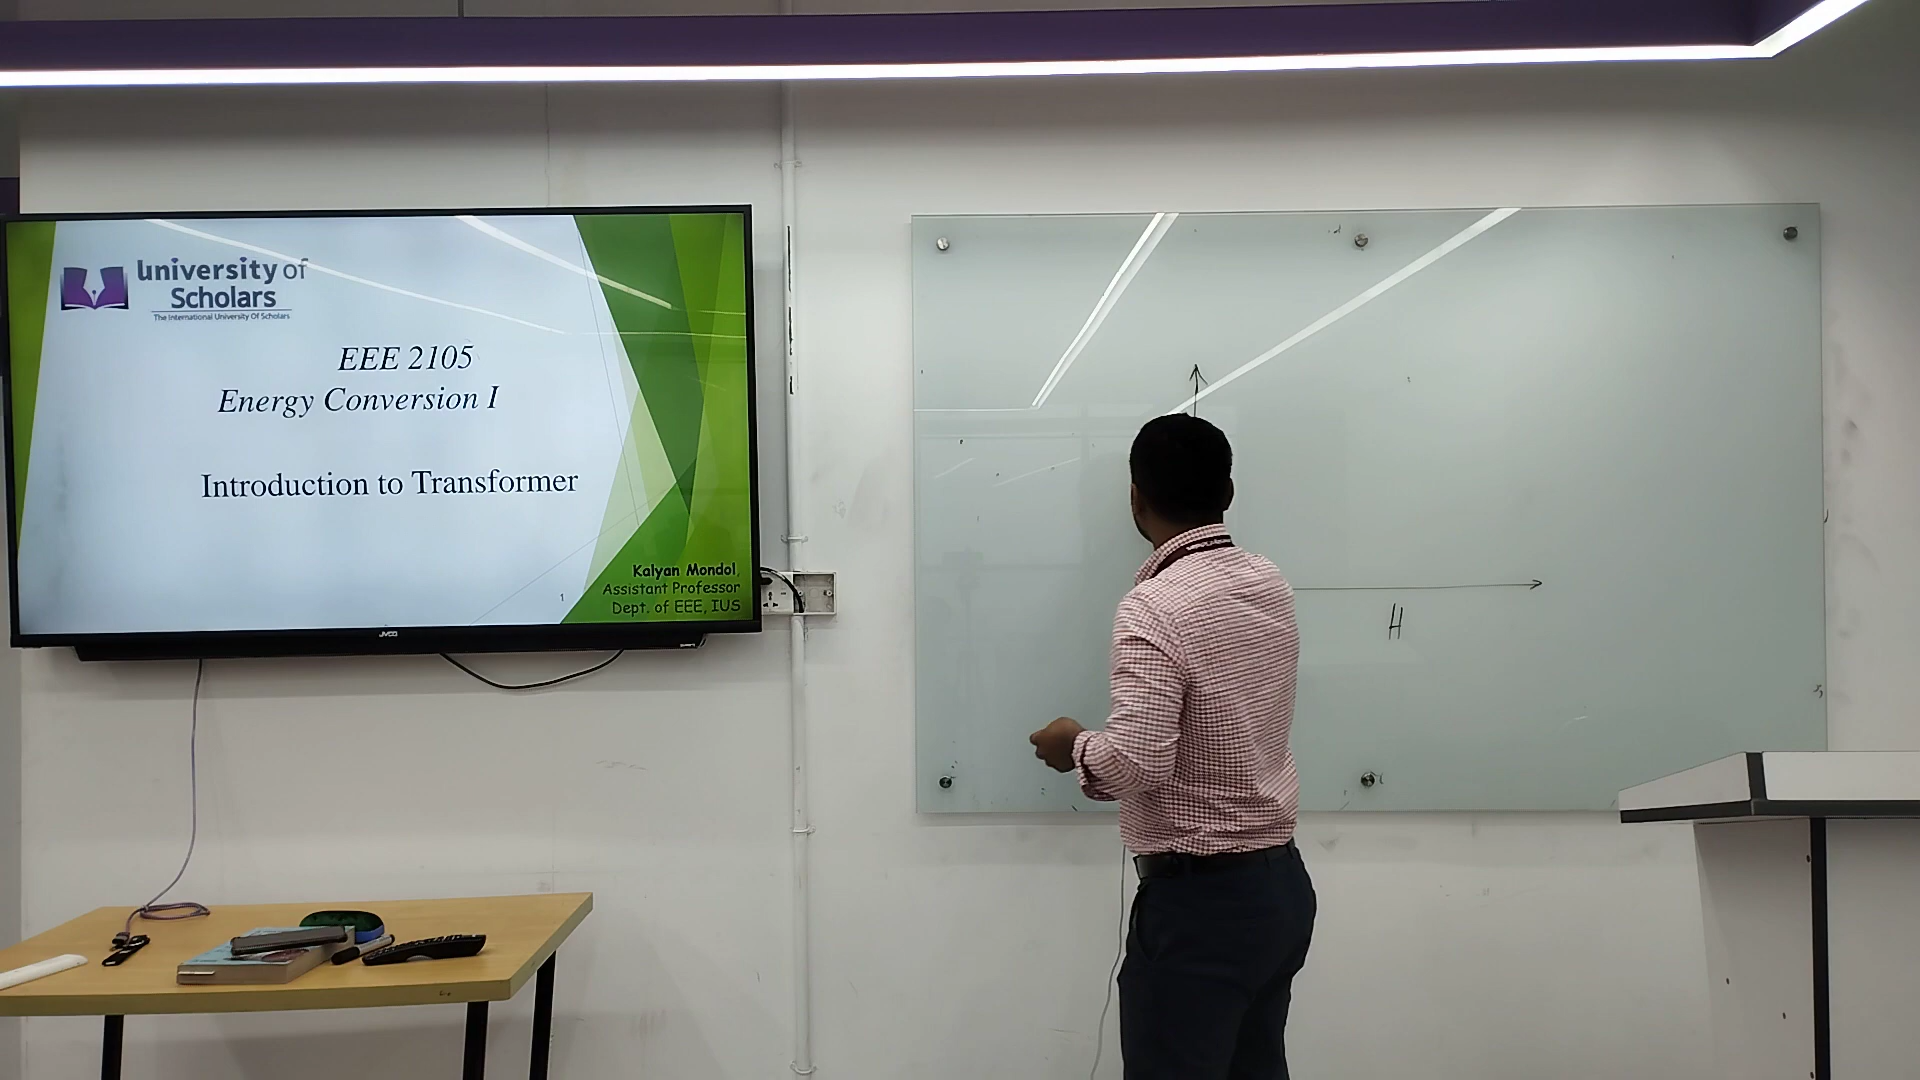 University of
Scholars
The International University Of Scholars
EEE 2105
Energy Conversion I
Introduction to Transformer
Kalyan Mondol,
Assistant Professor
Dept. of EEE, IUS
1
JVCO
H